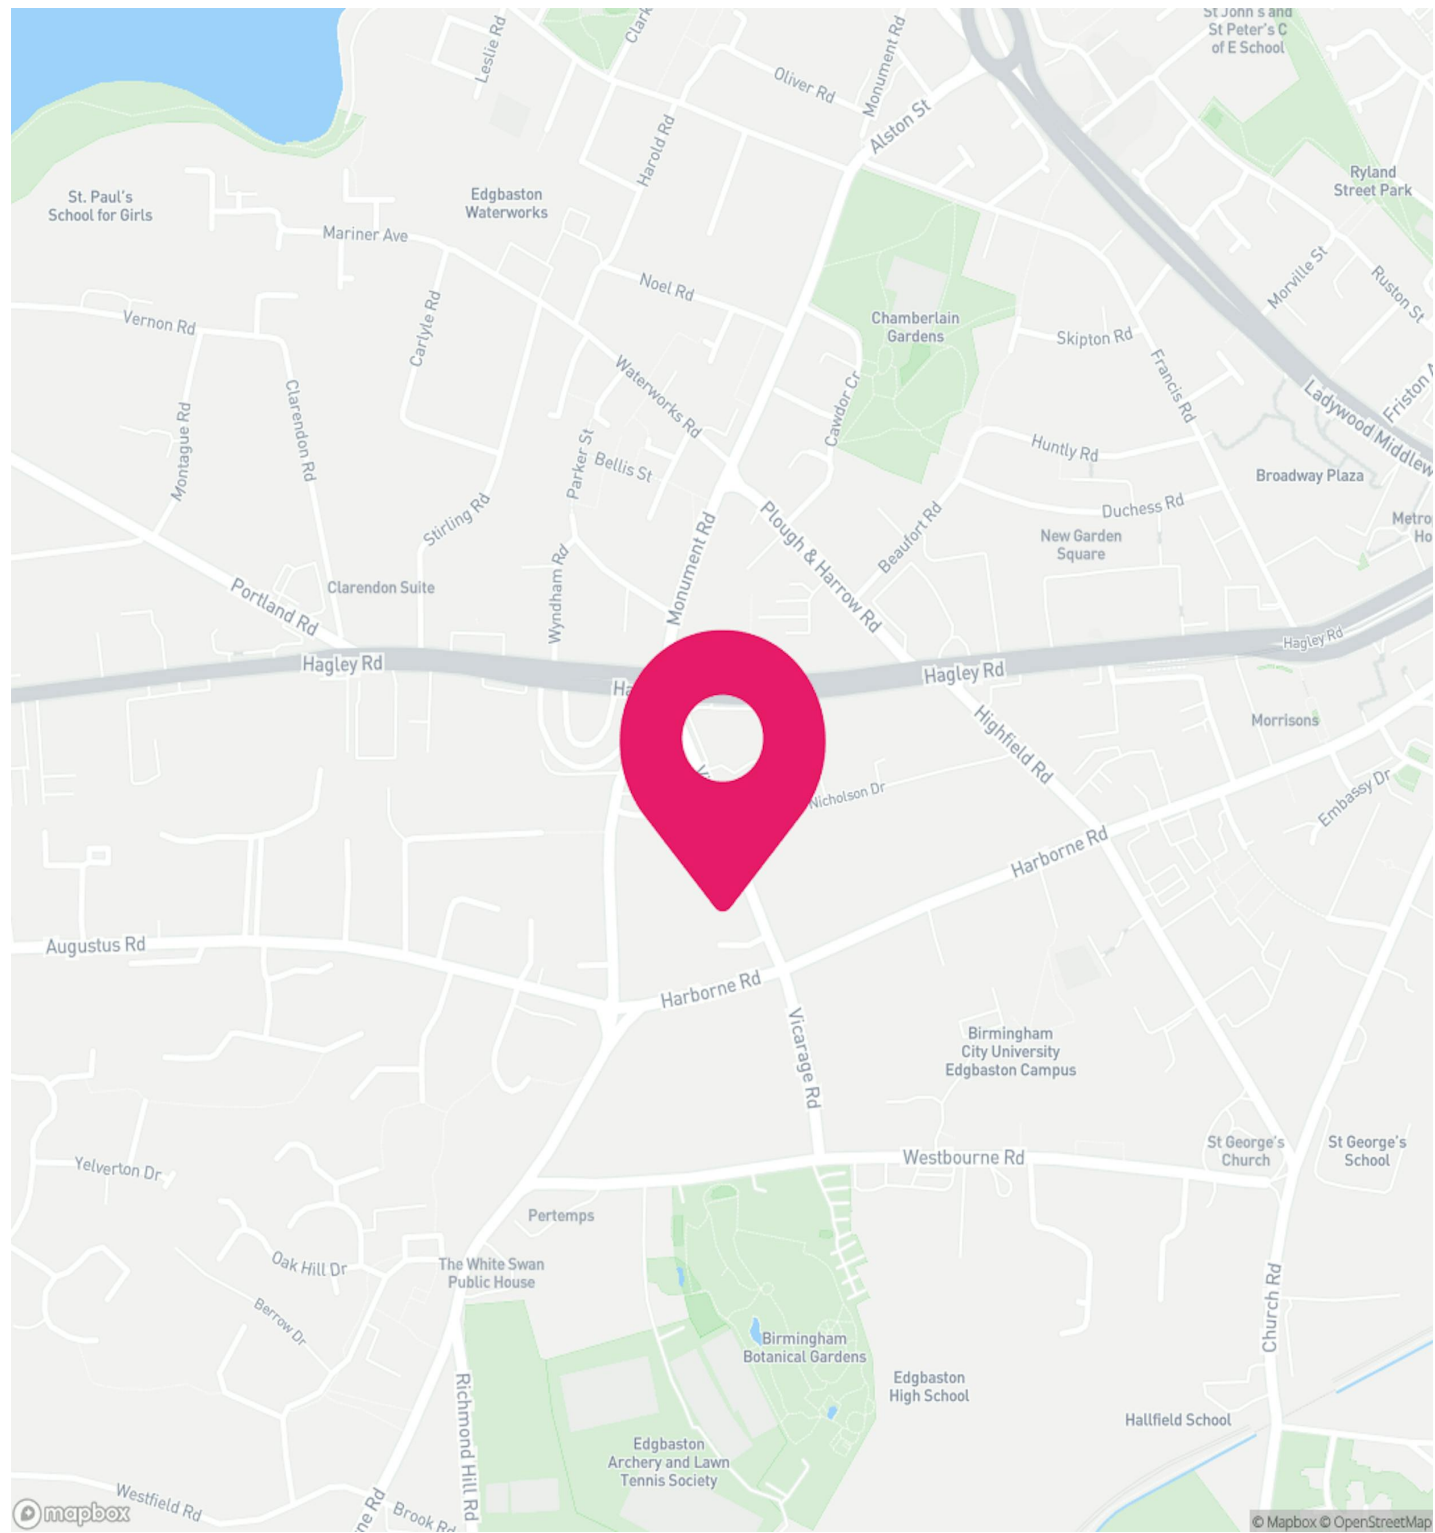 St John's and
St Peter's C
of E School
Leslie Rd
Clark
Monument Rd
Oliver Rd
Alston St
Harold Rd
Ryland
Street Park
St. Paul's
School for Girls
Edgbaston
Waterworks
Mariner Ave
Noel Rd
Morville St
Ruston St
Vernon Rd
Carlyle Rd
Chamberlain
Gardens
Skipton Rd
Waterworks Rd
Francis Rd
Friston A
Ladywood Middlew
Montague Rd
Clarendon Rd
Cawdor Cr
Huntly Rd
Parker St
Bellis St
Broadway Plaza
Stirling Rd
Duchess Rd
Metrop
Ho
Plough & Harrow Rd
Beaufort Rd
New Garden
Square
Monument Rd
Wyndham Rd
Clarendon Suite
Portland Rd
Hagley Rd
Hagley Rd
Hagley Rd
Ha
Highfield Rd
Morrisons
Vi
Nicholson Dr
Embassy Dr
Harborne Rd
Augustus Rd
Harborne Rd
Vicarage Rd
Birmingham
City University
Edgbaston Campus
Yelverton Dr
Westbourne Rd
St George's
Church
St George's
School
Pertemps
Oak Hill Dr
The White Swan
Public House
Berrow Dr
Church Rd
Birmingham
Botanical Gardens
Edgbaston
High School
Richmond Hill Rd
Hallfield School
Edgbaston
Archery and Lawn
Tennis Society
Westfield Rd
Brook Rd
ne Rd
mapbox
© Mapbox © OpenStreetMap